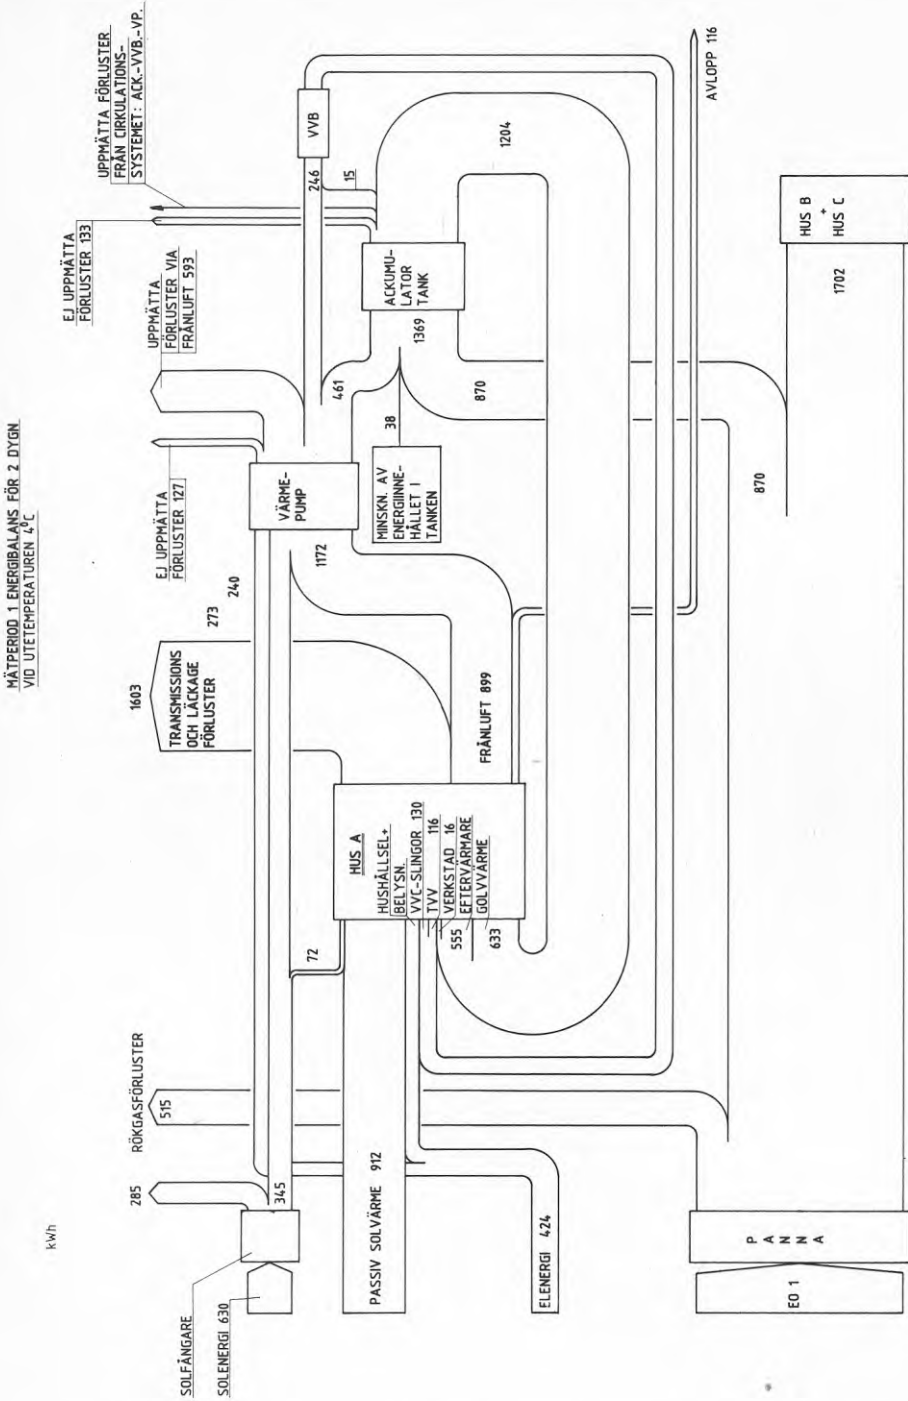 MÄTPERIOD 1 ENERGIBALANS FÖR 2 DYGN
VID UTETEMPERATUREN 4°C
kWh
SOLFÅNGARE
SOLENERGI 630
285
RÖKGASFÖRLUSTER
515
1603
TRANSMISSIONS
OCH LÄCKAGE
FÖRLUSTER
273
240
EJ UPPMÄTTA
FÖRLUSTER 127
UPPMÄTTA
FÖRLUSTER VIA
FRÅNLUFT 593
EJ UPPMÄTTA
FÖRLUSTER 133
UPPMÄTTA FÖRLUSTER
FRÅN CIRKULATIONS-
SYSTEMET: ACK.-VVB.-VP.
345
72
VÄRME-
PUMP
1172
461
246
VVB
15
PASSIV SOLVÄRME 912
HUS A
HUSHÅLLSEL+
BELYSN.
VVC-SLINGOR 130
TVV 116
VERKSTAD 16
EFTERVÄRMARE
555
GOLVVÄRME
633
FRÅNLUFT 899
MINSKN. AV
ENERGIINNE-
HÅLLET I
TANKEN
38
1369
ACKUMU-
LATOR
TANK
870
1204
AVLOPP 116
ELENERGI 424
EO 1
PANNA
870
1702
HUS B
+
HUS C